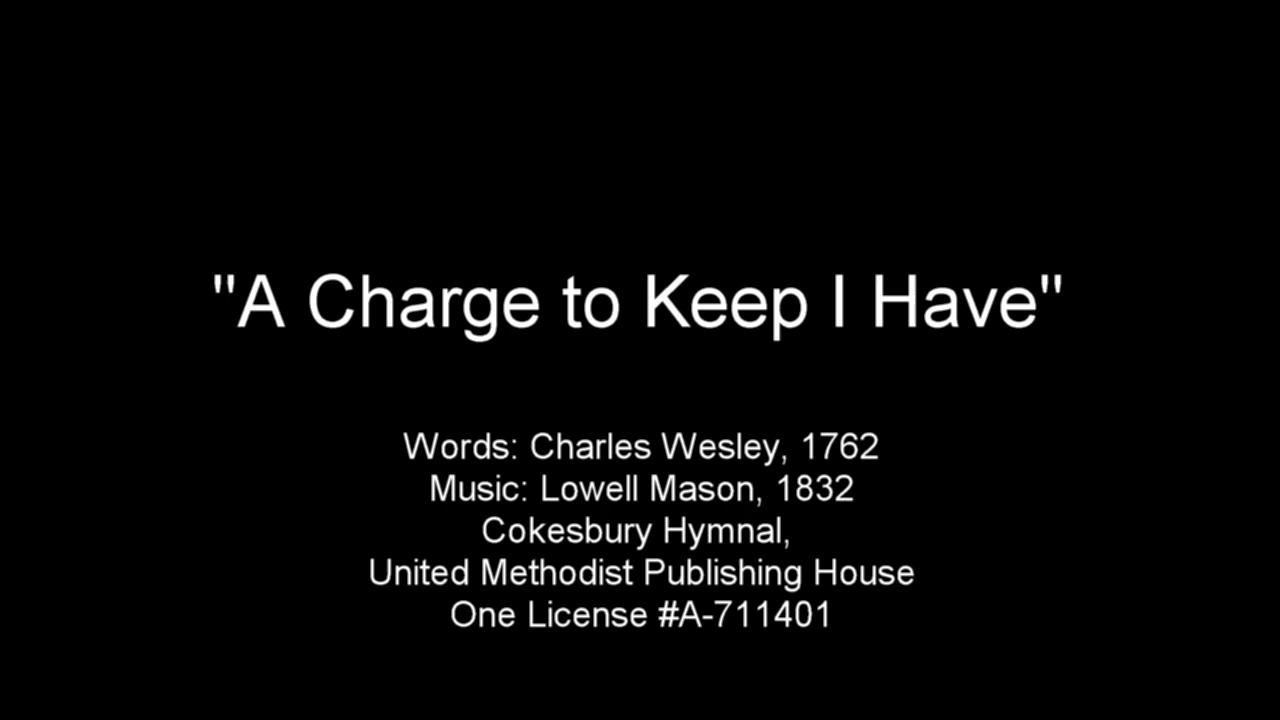 "A Charge to Keep I Have"
Words: Charles Wesley, 1762
Music: Lowell Mason, 1832
Cokesbury Hymnal,
United Methodist Publishing House
One License #A-711401